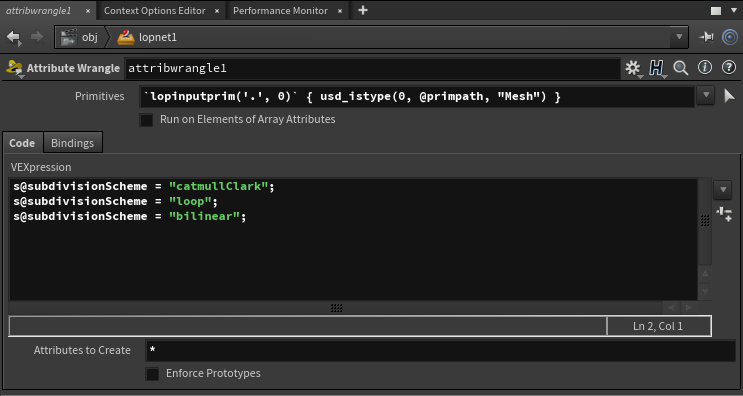 attribwrangle1 × Context Options Editor × Performance Monitor × +
obj lopnet1
Attribute Wrangle attribwrangle1
Primitives `lopinputprim('.', 0)` { usd_istype(0, @primpath, "Mesh") }
Run on Elements of Array Attributes
Code Bindings
VEXpression
s@subdivisionScheme = "catmullClark";
s@subdivisionScheme = "loop";
s@subdivisionScheme = "bilinear";
Ln 2, Col 1
Attributes to Create *
Enforce Prototypes